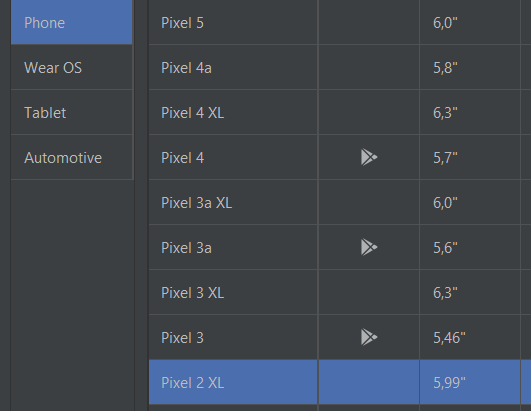 Phone
Wear OS
Tablet
Automotive
Pixel 5 6,0"
Pixel 4a 5,8"
Pixel 4 XL 6,3"
Pixel 4 5,7"
Pixel 3a XL 6,0"
Pixel 3a 5,6"
Pixel 3 XL 6,3"
Pixel 3 5,46"
Pixel 2 XL 5,99"